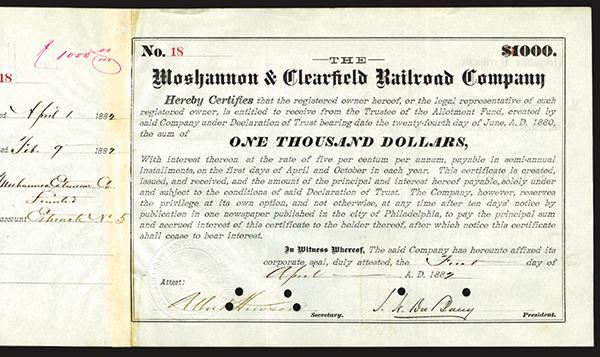 $ 1000 00/100
18
April 1 1882
Feb. 9 1882
Co.
Limited
account Estimate No 5
No. 18 $1000.
THE
Moshannon & Clearfield Railroad Company
Hereby Certifies that the registered owner hereof, or the legal representative of such
registered owner, is entitled to receive from the Trustee of the Allotment Fund, created by
said Company under Declaration of Trust bearing date the twenty-fourth day of June, A.D. 1880,
the sum of
ONE THOUSAND DOLLARS,
With interest thereon at the rate of five per centum per annum, payable in semi-annual
installments, on the first days of April and October in each year. This certificate is created,
issued, and received, and the amount of the principal and interest hereof payable, solely under
and subject to the conditions of said Declaration of Trust. The Company, however, reserves
the privilege at its own option, and not otherwise, at any time after ten days' notice by
publication in one newspaper published in the city of Philadelphia, to pay the principal sum
and accrued interest of this certificate to the holder thereof, after which notice this certificate
shall cease to bear interest.
In Witness Whereof, The said Company has hereunto affixed its
corporate seal, duly attested, the First day of
April A. D. 1882
Attest:
Albert Hewson
Secretary. President.